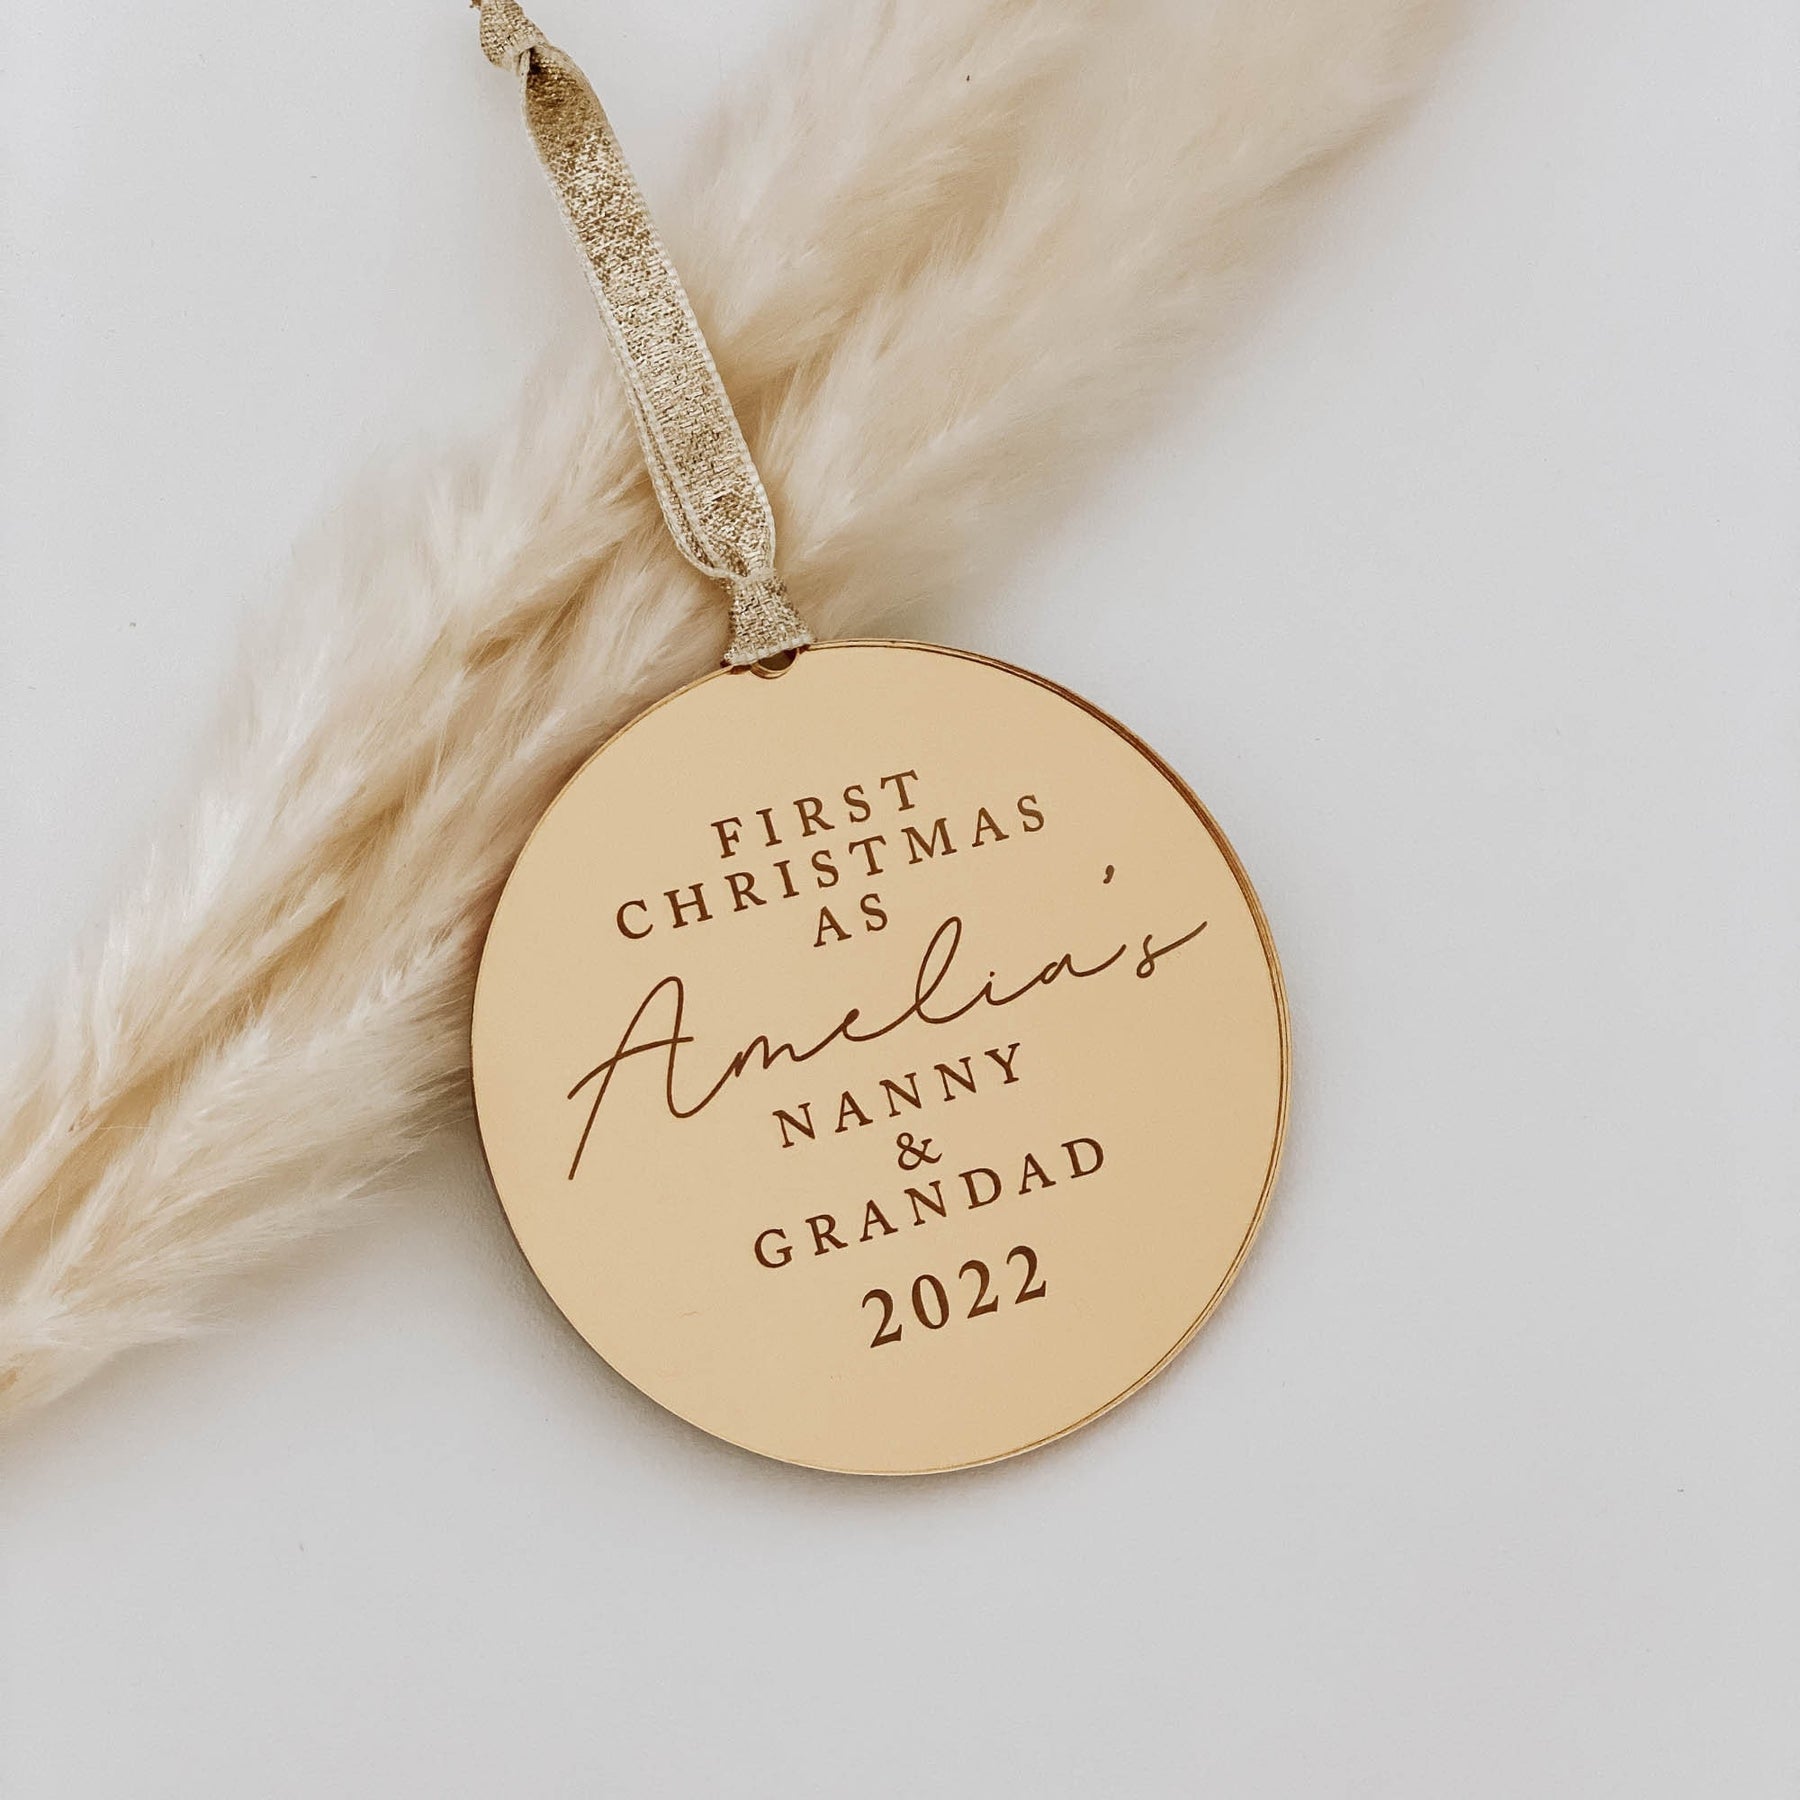 FIRST
CHRISTMAS
AS
Amelia's
NANNY
&
GRANDAD
2022